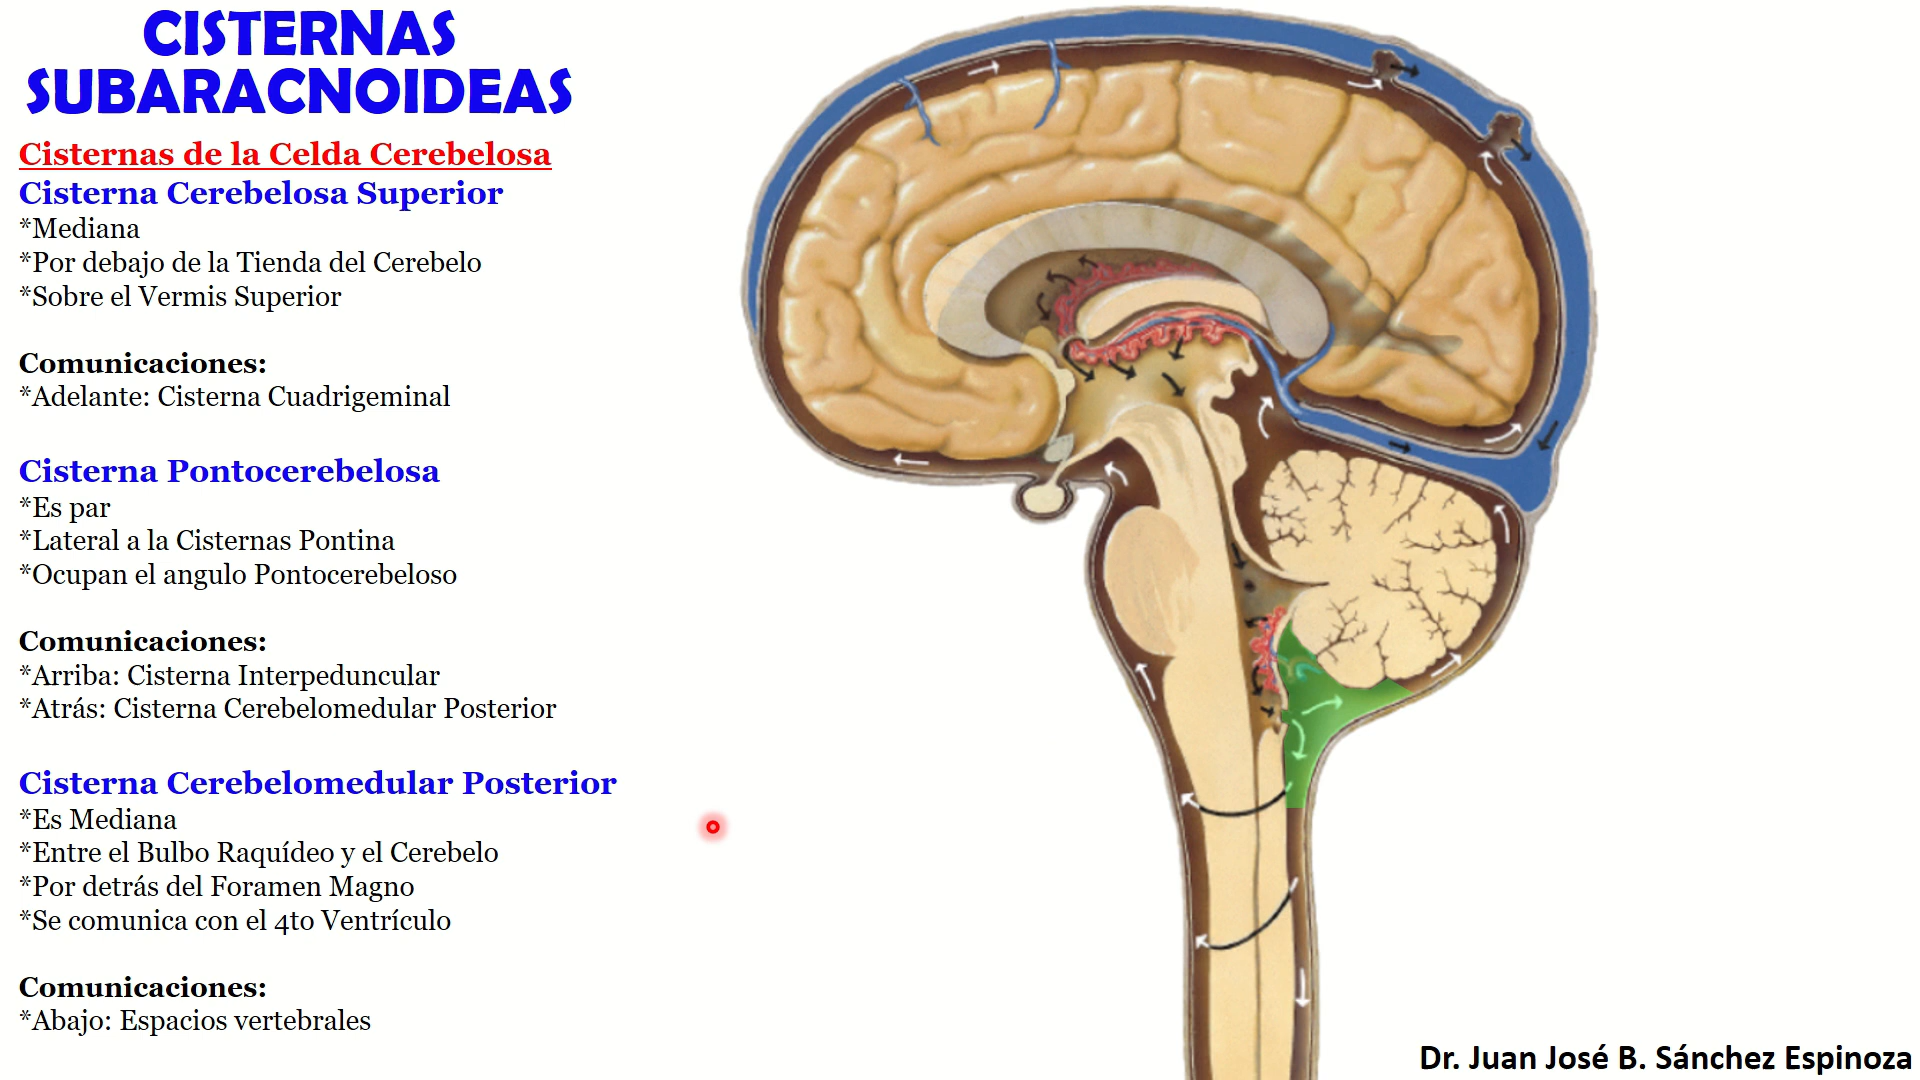 CISTERNAS
SUBARACNOIDEAS
Cisternas de la Celda Cerebelosa
Cisterna Cerebelosa Superior
*Mediana
*Por debajo de la Tienda del Cerebelo
*Sobre el Vermis Superior
Comunicaciones:
*Adelante: Cisterna Cuadrigeminal
Cisterna Pontocerebelosa
*Es par
*Lateral a la Cisternas Pontina
*Ocupan el angulo Pontocerebeloso
Comunicaciones:
*Arriba: Cisterna Interpeduncular
*Atrás: Cisterna Cerebelomedular Posterior
Cisterna Cerebelomedular Posterior
*Es Mediana
*Entre el Bulbo Raquídeo y el Cerebelo
*Por detrás del Foramen Magno
*Se comunica con el 4to Ventrículo
Comunicaciones:
*Abajo: Espacios vertebrales
Dr. Juan José B. Sánchez Espinoza